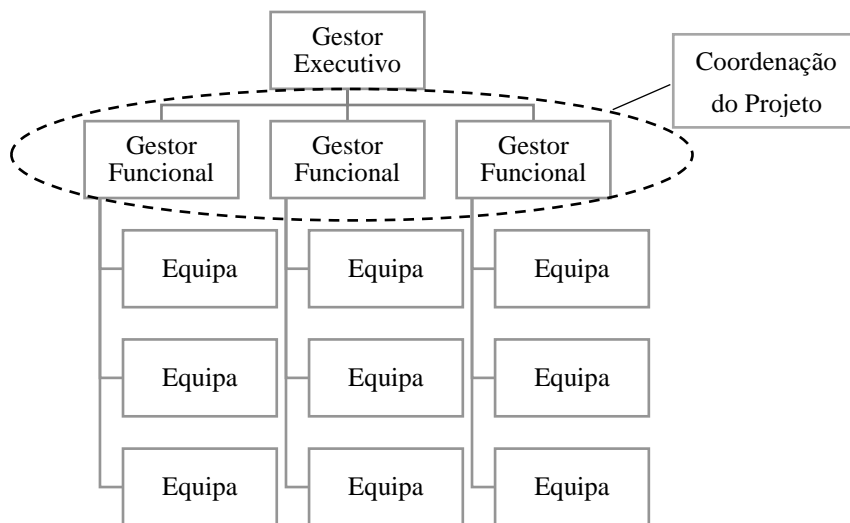 Gestor
Executivo
Coordenação
do Projeto
Gestor
Funcional
Gestor
Funcional
Gestor
Funcional
Equipa
Equipa
Equipa
Equipa
Equipa
Equipa
Equipa
Equipa
Equipa